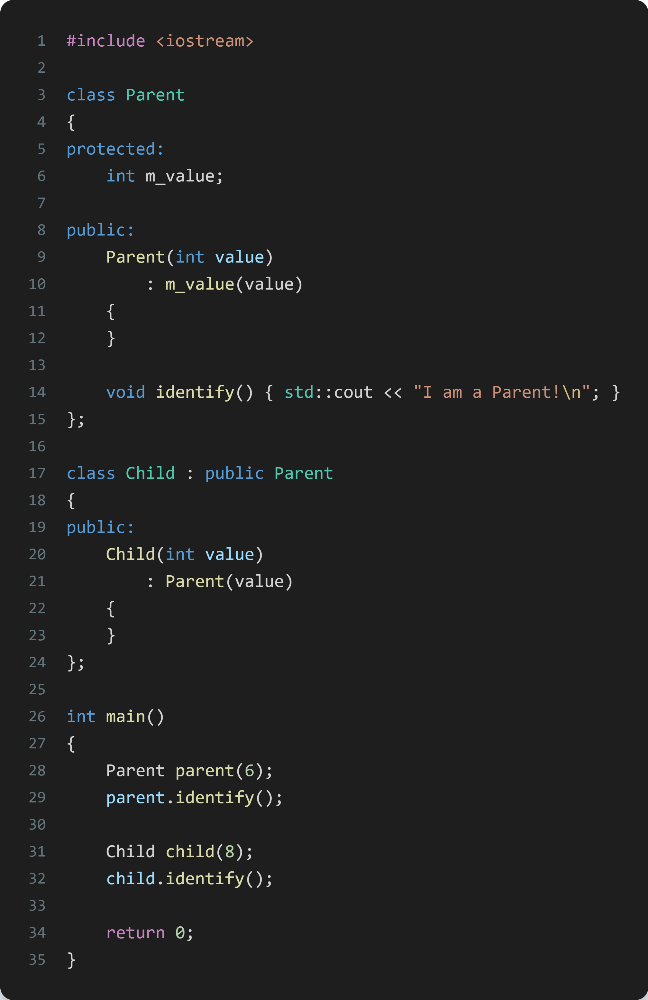 1 #include <iostream>
2
3 class Parent
4 {
5 protected:
6     int m_value;
7
8 public:
9     Parent(int value)
10         : m_value(value)
11     {
12     }
13
14     void identify() { std::cout << "I am a Parent!\n"; }
15 };
16
17 class Child : public Parent
18 {
19 public:
20     Child(int value)
21         : Parent(value)
22     {
23     }
24 };
25
26 int main()
27 {
28     Parent parent(6);
29     parent.identify();
30
31     Child child(8);
32     child.identify();
33
34     return 0;
35 }